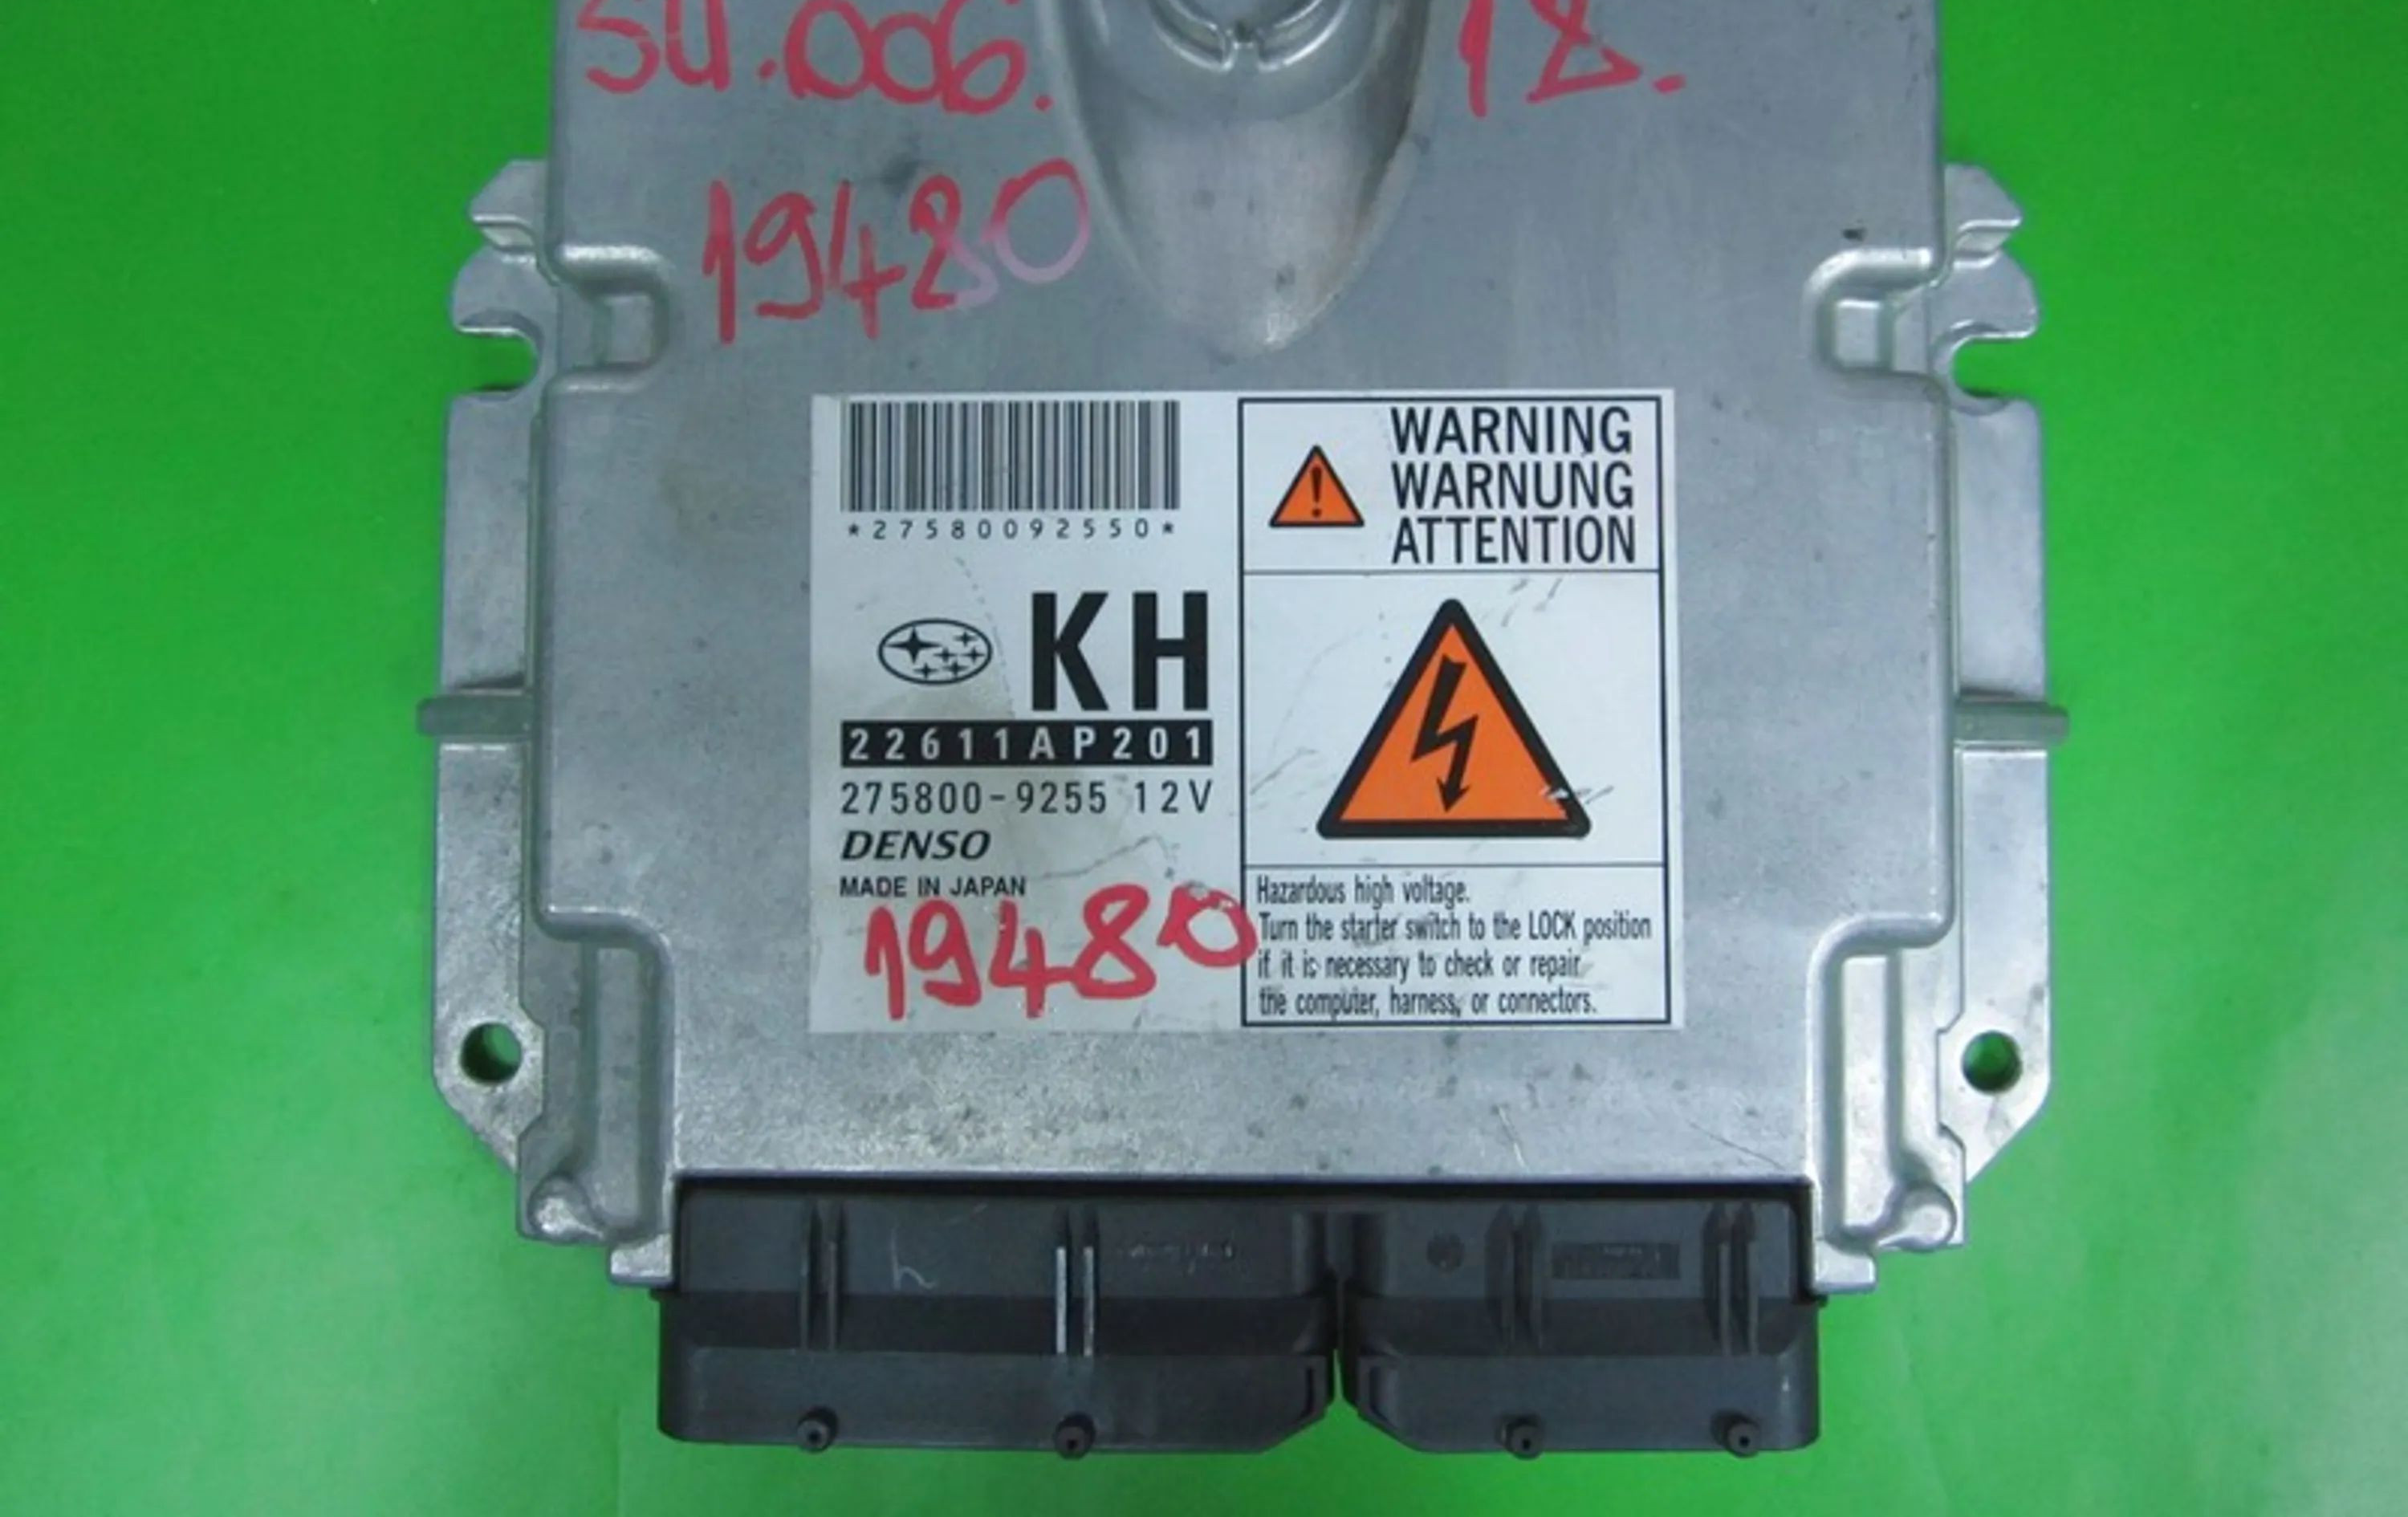 SU.006.
18.
19480
*27580092550*
KH
22611AP201
275800-9255 12V
DENSO
MADE IN JAPAN
19480
WARNING
WARNUNG
ATTENTION
Hazardous high voltage.
Turn the starter switch to the LOCK position
if it is necessary to check or repair
the computer, harness, or connectors.